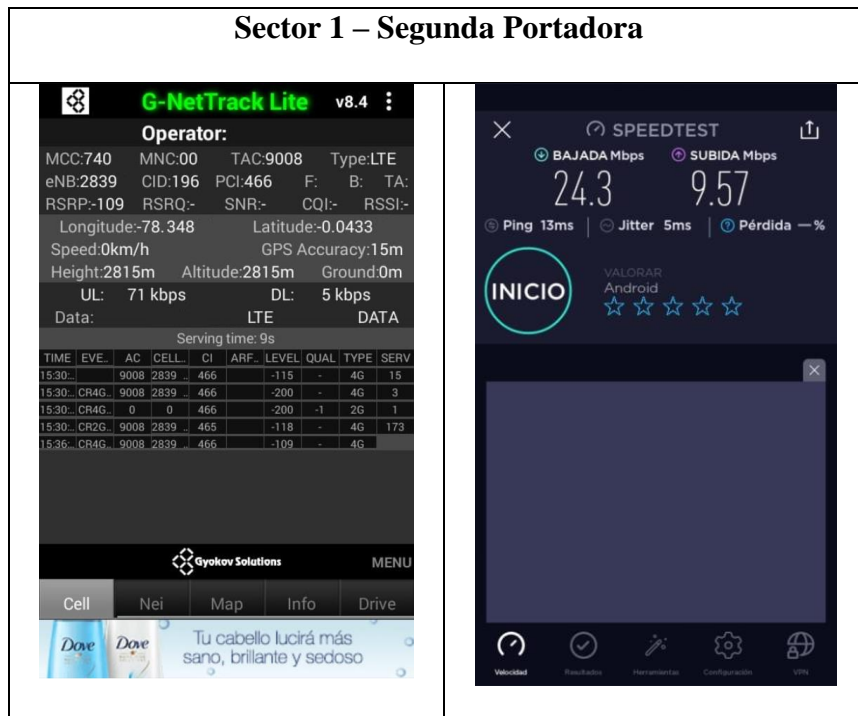 Sector 1 – Segunda Portadora
G-NetTrack Lite v8.4
Operator:
MCC:740 MNC:00 TAC:9008 Type:LTE
eNB:2839 CID:196 PCI:466 F: B: TA:
RSRP:-109 RSRQ:- SNR:- CQI:- RSSI:-
Longitude:-78.348 Latitude:-0.0433
Speed:0km/h GPS Accuracy:15m
Height:2815m Altitude:2815m Ground:0m
UL: 71 kbps DL: 5 kbps
Data: LTE DATA
Serving time: 9s
TIME EVE.. AC CELL.. CI ARF.. LEVEL QUAL TYPE SERV
15:30:.. 9008 2839 .. 466 -115 - 4G 15
15:30:.. CR4G.. 9008 2839 .. 466 -200 - 4G 3
15:30:.. CR4G.. 0 0 466 -200 -1 2G 1
15:30:.. CR2G.. 9008 2839 .. 465 -118 - 4G 173
15:36:.. CR4G.. 9008 2839 .. 466 -109 - 4G
Gyokov Solutions MENU
Cell Nei Map Info Drive
Dove Dove Tu cabello lucirá más
sano, brillante y sedoso
SPEEDTEST
BAJADA Mbps SUBIDA Mbps
24.3 9.57
Ping 13ms Jitter 5ms Pérdida —%
INICIO
VALORAR
Android
Velocidad Resultados Herramientas Configuración VPN